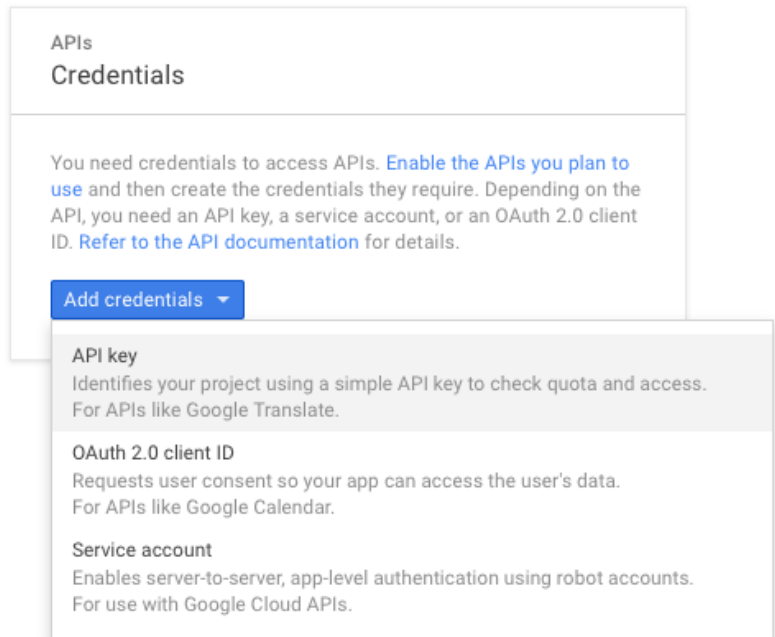 APIs
Credentials
You need credentials to access APIs. Enable the APIs you plan to
use and then create the credentials they require. Depending on the
API, you need an API key, a service account, or an OAuth 2.0 client
ID. Refer to the API documentation for details.
Add credentials
API key
Identifies your project using a simple API key to check quota and access.
For APIs like Google Translate.
OAuth 2.0 client ID
Requests user consent so your app can access the user's data.
For APIs like Google Calendar.
Service account
Enables server-to-server, app-level authentication using robot accounts.
For use with Google Cloud APIs.